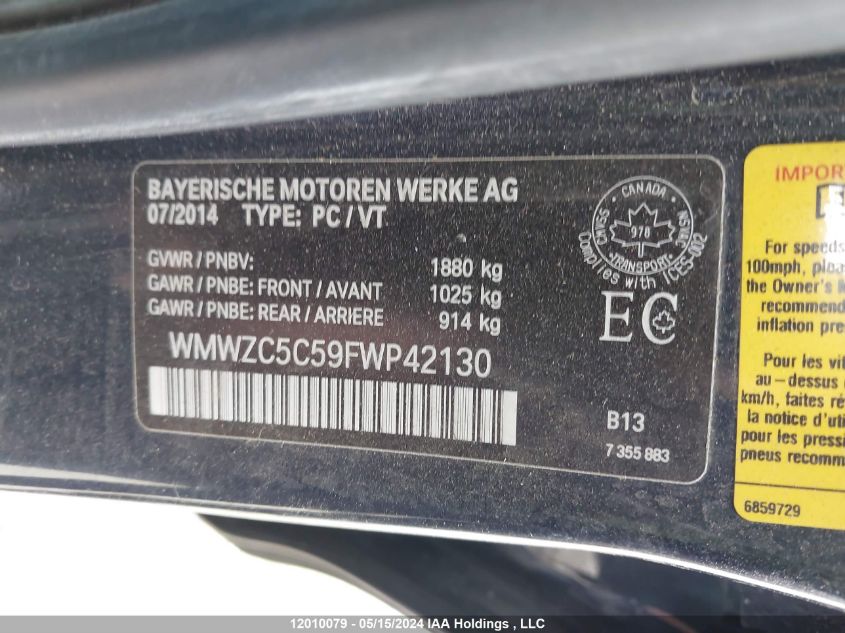 BAYERISCHE MOTOREN WERKE AG
07/2014 TYPE: PC / VT
GVWR / PNBV: 1880 kg
GAWR / PNBE: FRONT / AVANT 1025 kg
GAWR / PNBE: REAR / ARRIERE 914 kg
WMWZC5C59FWP42130
CANADA
978
TRANSPORT
Complies with ICES-002
EC
B13
7 355 883
IMPOR
For speeds
100mph, plea
the Owner's M
recommend
inflation pre
Pour les vit
au-dessus d
km/h, faites ré
la notice d'uti
pour les pressi
pneus recomm
6859729
12010079 - 05/15/2024 IAA Holdings , LLC